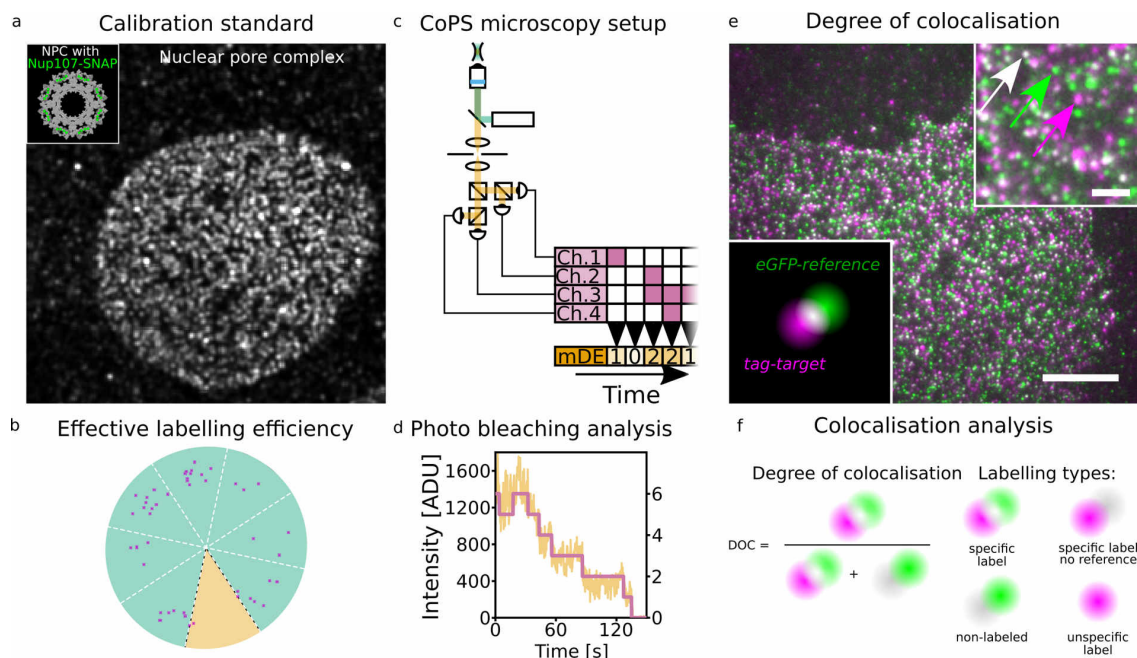 a
Calibration standard
NPC with
Nup107-SNAP
Nuclear pore complex
b
Effective labelling efficiency
c
CoPS microscopy setup
Ch.1
Ch.2
Ch.3
Ch.4
mDE 1 0 2 2 1
Time
d
Photo bleaching analysis
Intensity [ADU]
1600
1200
800
400
0
6
4
2
0
0 60 120
Time [s]
e
Degree of colocalisation
eGFP-reference
tag-target
f
Colocalisation analysis
Degree of colocalisation
DOC =
+
Labelling types:
specific
label
specific label
no reference
non-labeled
unspecific
label